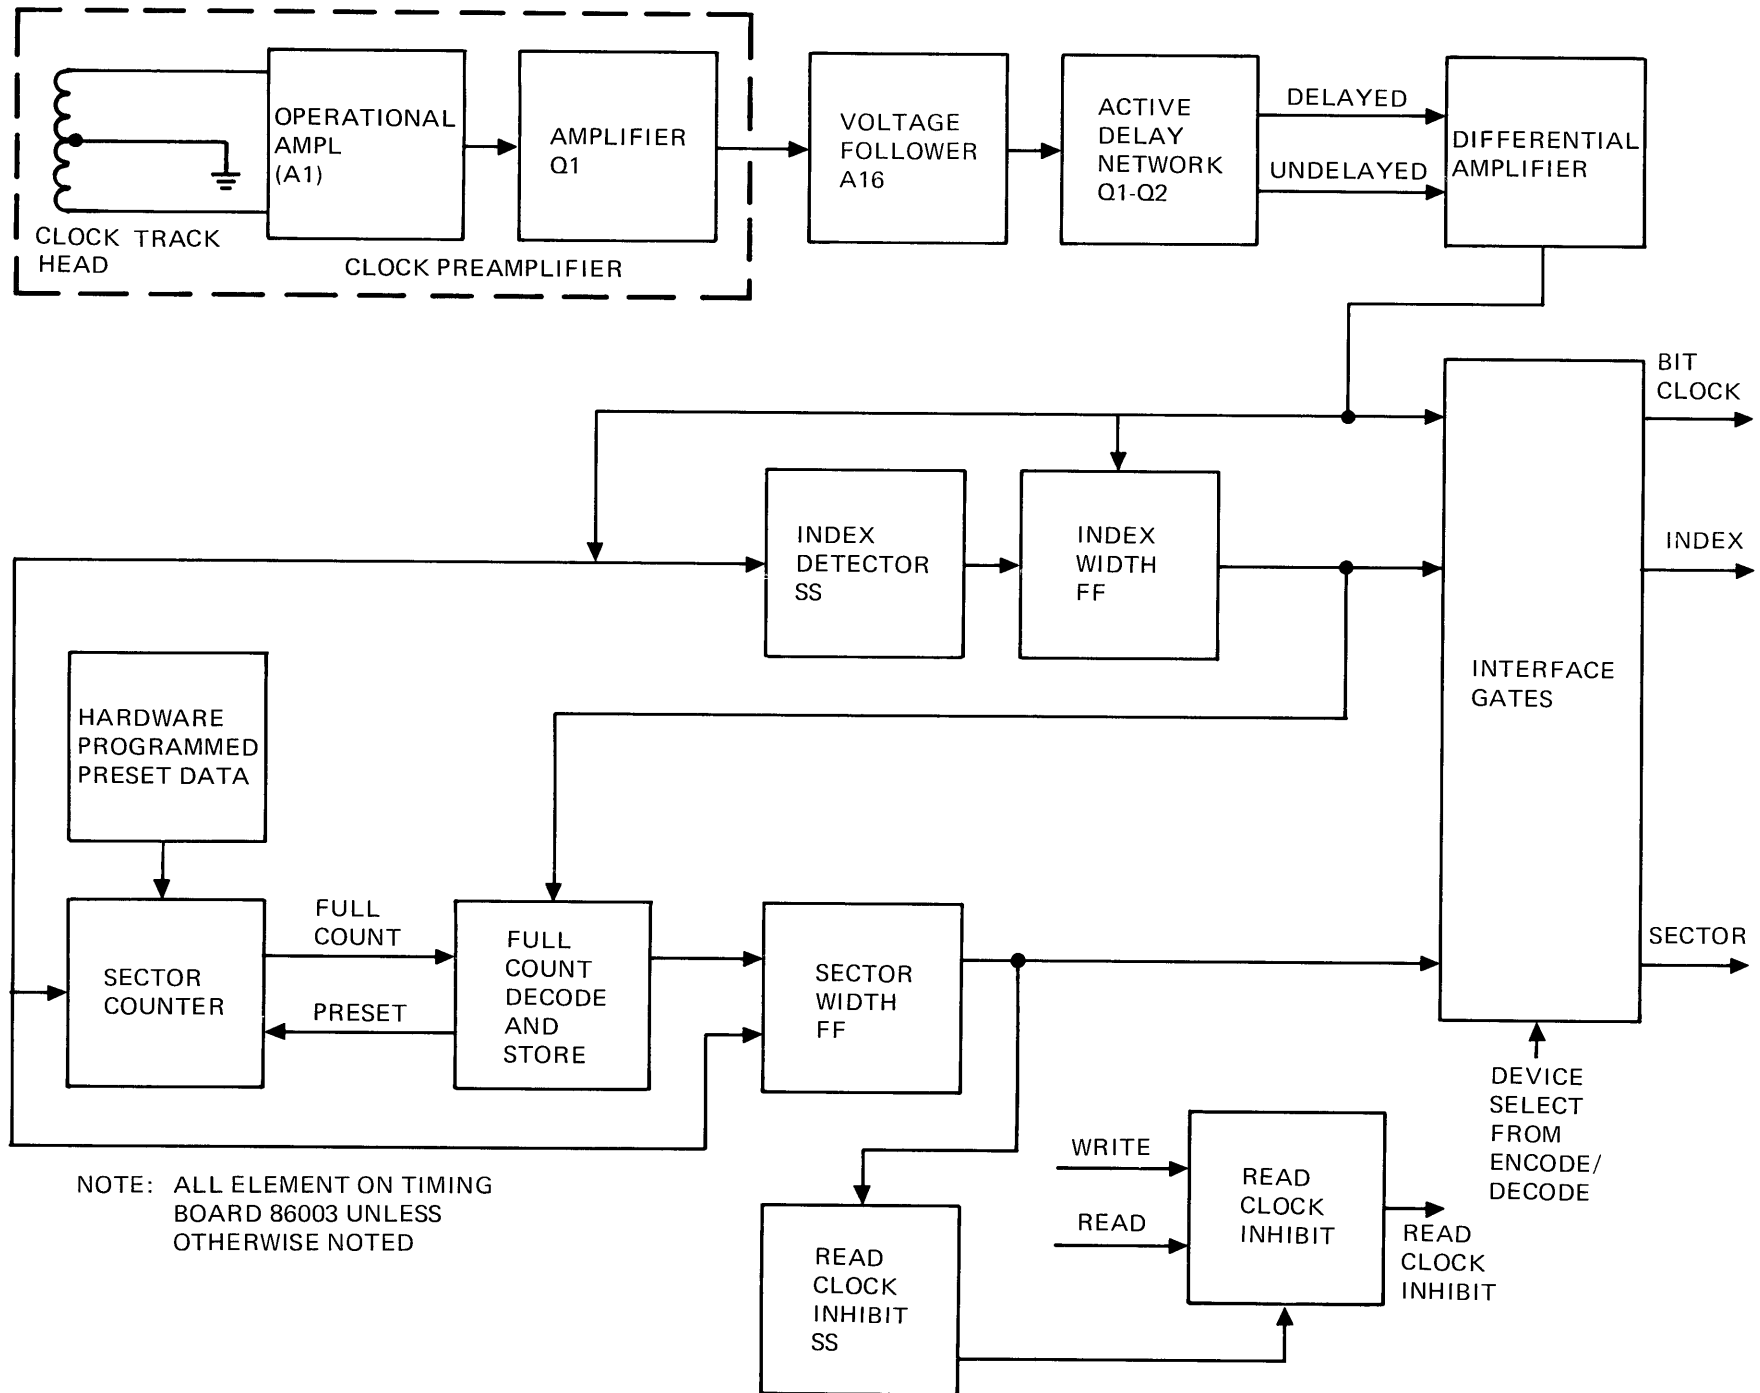 OPERATIONAL
AMPL
(A1)
AMPLIFIER
Q1
CLOCK TRACK
HEAD
CLOCK PREAMPLIFIER
VOLTAGE
FOLLOWER
A16
ACTIVE
DELAY
NETWORK
Q1-Q2
DELAYED
UNDELAYED
DIFFERENTIAL
AMPLIFIER
BIT
CLOCK
INDEX
DETECTOR
SS
INDEX
WIDTH
FF
INDEX
INTERFACE
GATES
HARDWARE
PROGRAMMED
PRESET DATA
SECTOR
COUNTER
FULL
COUNT
PRESET
FULL
COUNT
DECODE
AND
STORE
SECTOR
WIDTH
FF
SECTOR
DEVICE
SELECT
FROM
ENCODE/
DECODE
NOTE: ALL ELEMENT ON TIMING
BOARD 86003 UNLESS
OTHERWISE NOTED
READ
CLOCK
INHIBIT
SS
WRITE
READ
READ
CLOCK
INHIBIT
READ
CLOCK
INHIBIT